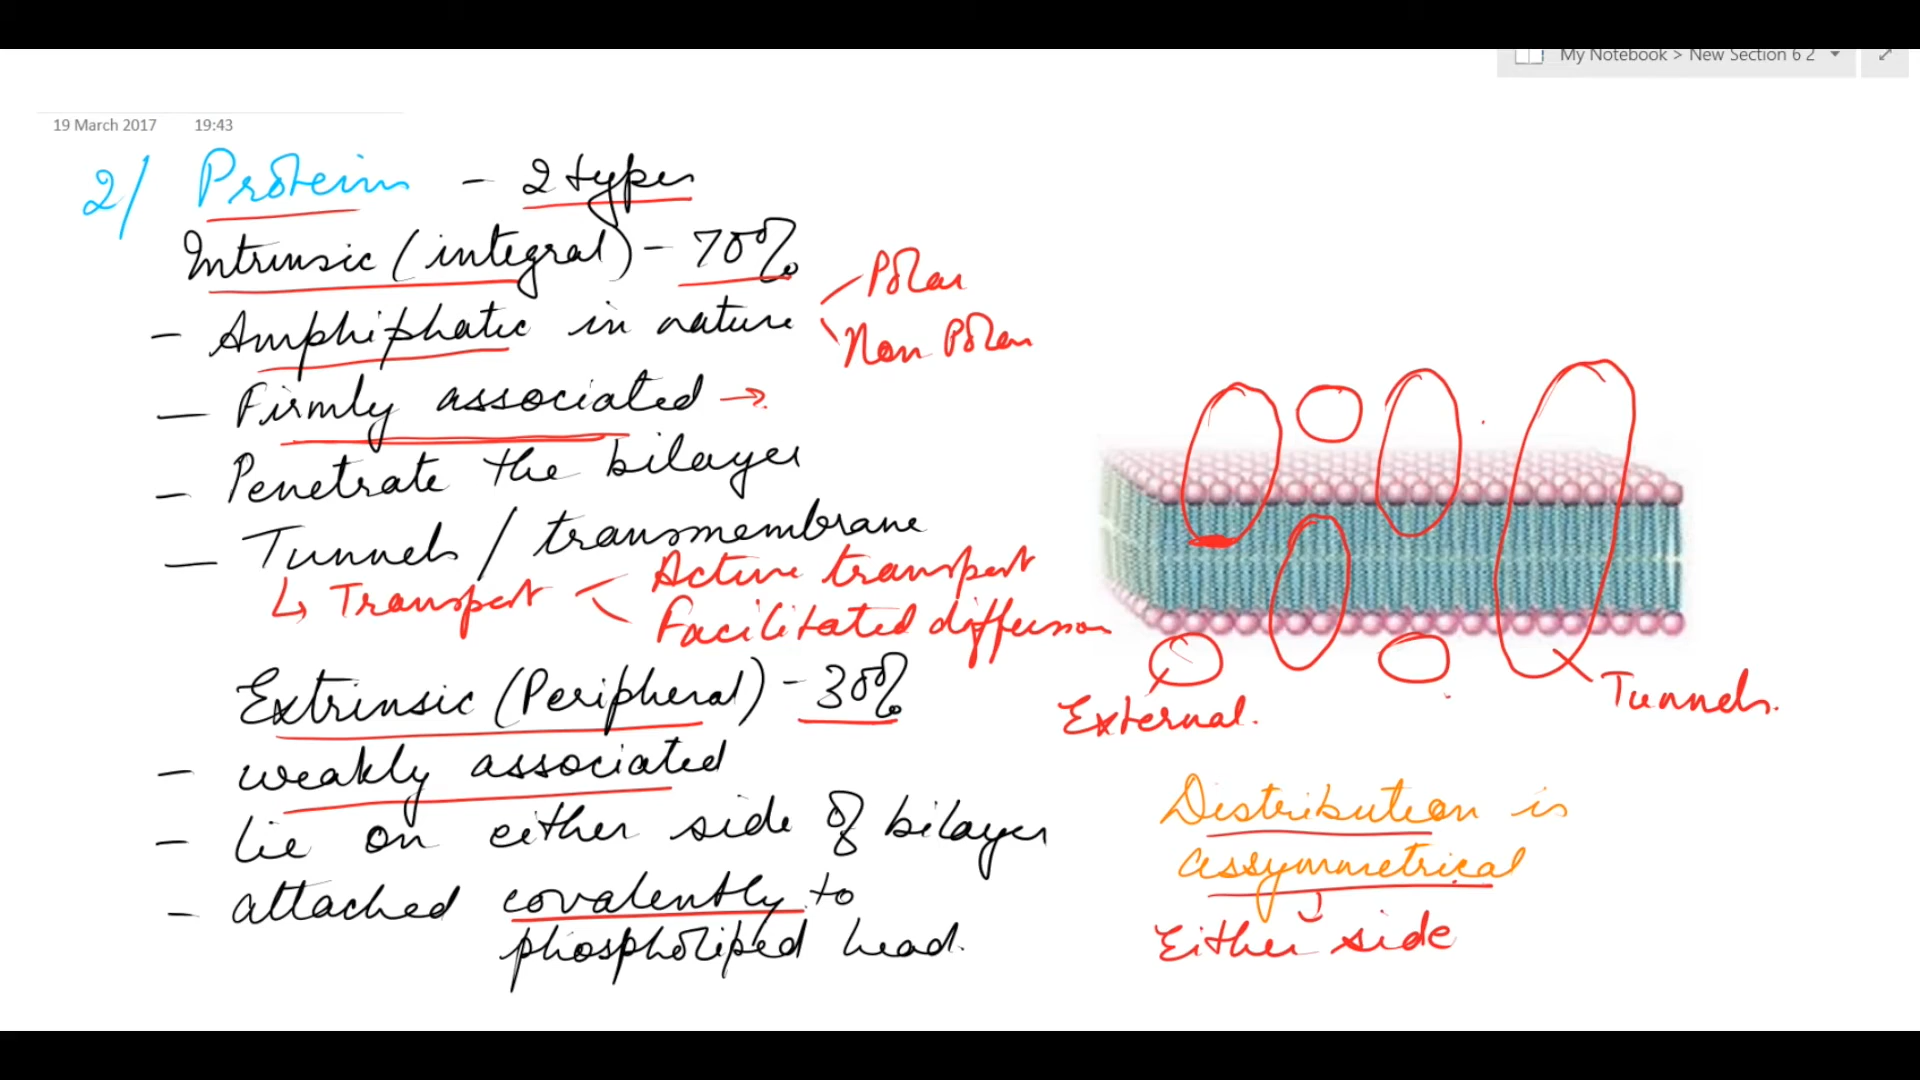 My Notebook > New Section 6 2
19 March 2017 19:43
2/ Proteins - 2 types
Intrinsic (integral) - 70%
Polar
- Amphiphatic in nature
Non Polar
- Firmly associated →
- Penetrate the bilayer
- Tunnels / transmembrane
↳ Transport
Active transport
Facilitated diffusion
Extrinsic (Peripheral) - 30%
- weakly associated
- lie on either side of bilayer
- attached covalently to
phospholiped head.
External.
Tunnels.
Distribution is
assymmetrical
Either side